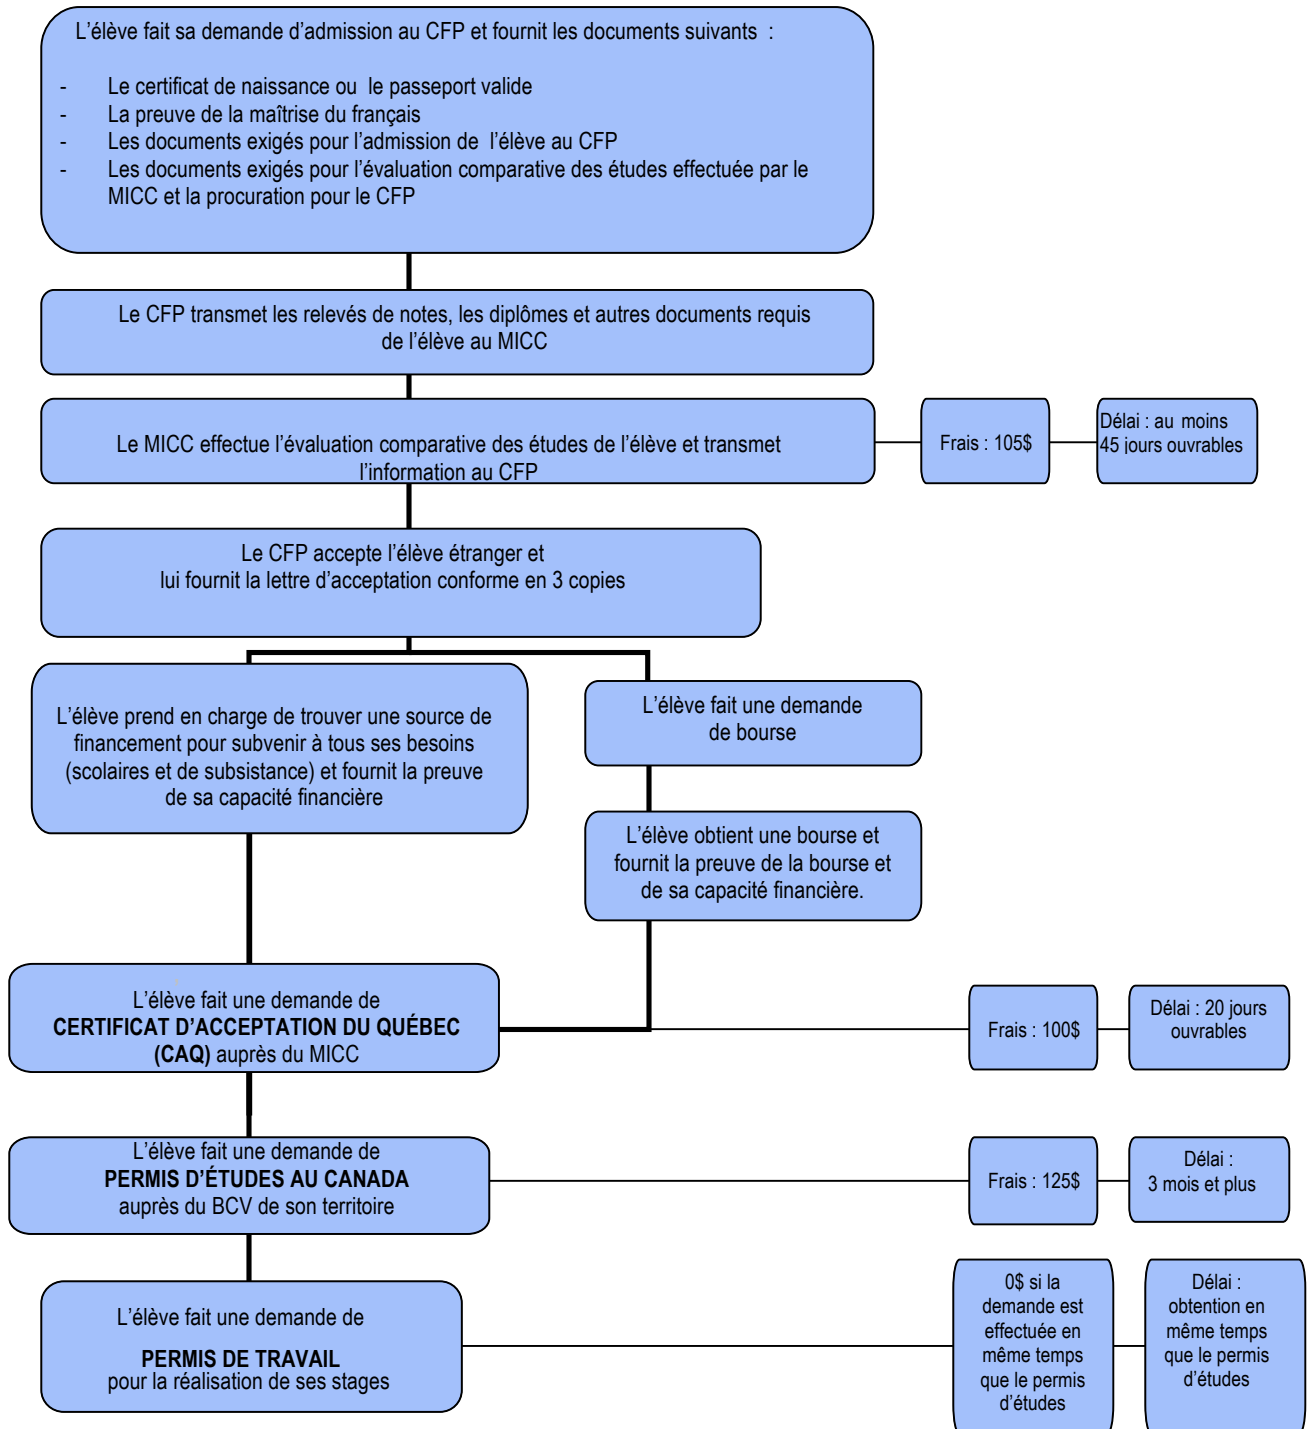 L'élève fait sa demande d'admission au CFP et fournit les documents suivants :
- Le certificat de naissance ou le passeport valide
- La preuve de la maîtrise du français
- Les documents exigés pour l'admission de l'élève au CFP
- Les documents exigés pour l'évaluation comparative des études effectuée par le
MICC et la procuration pour le CFP
Le CFP transmet les relevés de notes, les diplômes et autres documents requis
de l'élève au MICC
Le MICC effectue l'évaluation comparative des études de l'élève et transmet
l'information au CFP
Frais : 105$
Délai : au moins
45 jours ouvrables
Le CFP accepte l'élève étranger et
lui fournit la lettre d'acceptation conforme en 3 copies
L'élève prend en charge de trouver une source de
financement pour subvenir à tous ses besoins
(scolaires et de subsistance) et fournit la preuve
de sa capacité financière
L'élève fait une demande
de bourse
L'élève obtient une bourse et
fournit la preuve de la bourse et
de sa capacité financière.
L'élève fait une demande de
CERTIFICAT D'ACCEPTATION DU QUÉBEC
(CAQ) auprès du MICC
Frais : 100$
Délai : 20 jours
ouvrables
L'élève fait une demande de
PERMIS D'ÉTUDES AU CANADA
auprès du BCV de son territoire
Frais : 125$
Délai :
3 mois et plus
L'élève fait une demande de
PERMIS DE TRAVAIL
pour la réalisation de ses stages
0$ si la
demande est
effectuée en
même temps
que le permis
d'études
Délai :
obtention en
même temps
que le permis
d'études